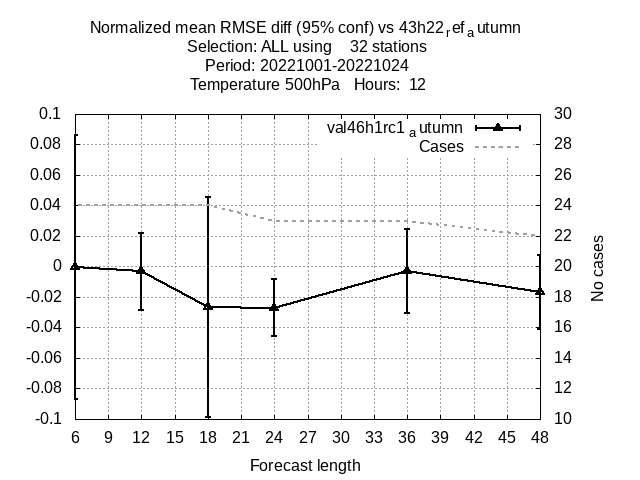 Normalized mean RMSE diff (95% conf) vs 43h22refautumn
Selection: ALL using 32 stations
Period: 20221001-20221024
Temperature 500hPa Hours: 12
val46h1rc1autumn
Cases
0.1
0.08
0.06
0.04
0.02
0
-0.02
-0.04
-0.06
-0.08
-0.1
30
28
26
24
22
20
18
16
14
12
10
No cases
6 9 12 15 18 21 24 27 30 33 36 39 42 45 48
Forecast length